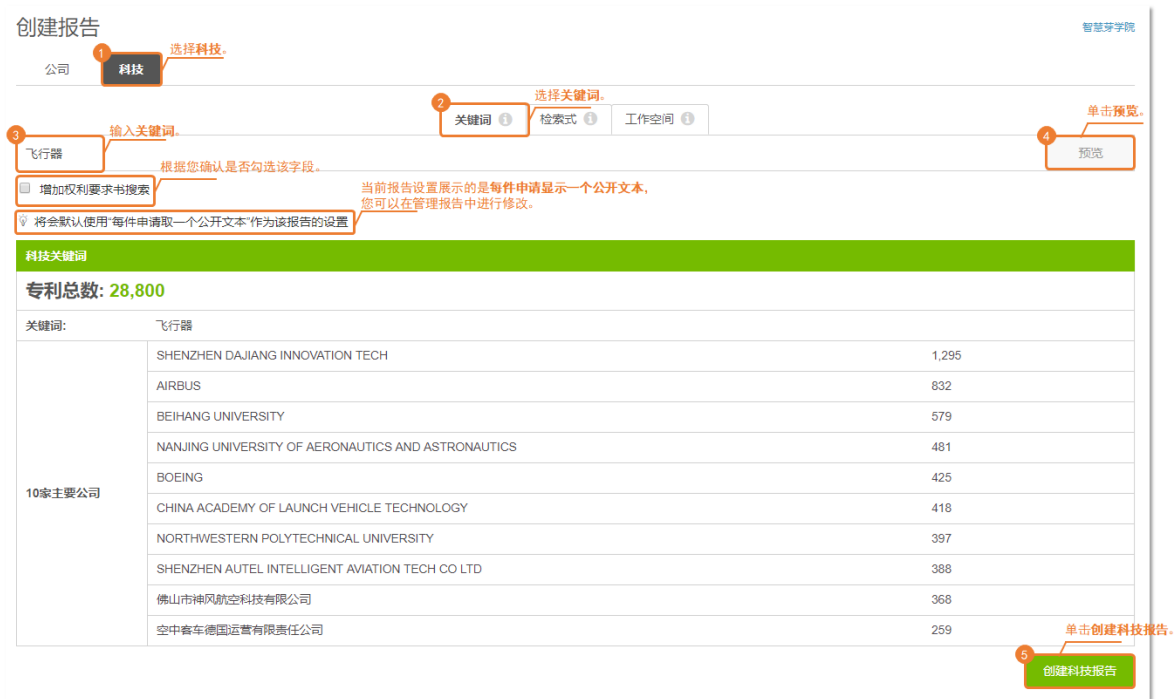 创建报告
智慧芽学院
1
选择科技。
公司
科技
2
选择关键词。
关键词
检索式
工作空间
3
输入关键词。
4
单击预览。
飞行器
预览
根据您确认是否勾选该字段。
增加权利要求书搜索
当前报告设置展示的是每件申请显示一个公开文本,
您可以在管理报告中进行修改。
将会默认使用“每件申请取一个公开文本”作为该报告的设置
科技关键词
专利总数: 28,800
关键词: 飞行器
10家主要公司
SHENZHEN DAJIANG INNOVATION TECH 1,295
AIRBUS 832
BEIHANG UNIVERSITY 579
NANJING UNIVERSITY OF AERONAUTICS AND ASTRONAUTICS 481
BOEING 425
CHINA ACADEMY OF LAUNCH VEHICLE TECHNOLOGY 418
NORTHWESTERN POLYTECHNICAL UNIVERSITY 397
SHENZHEN AUTEL INTELLIGENT AVIATION TECH CO LTD 388
佛山市神风航空科技有限公司 368
空中客车德国运营有限责任公司 259
单击创建科技报告。
5
创建科技报告